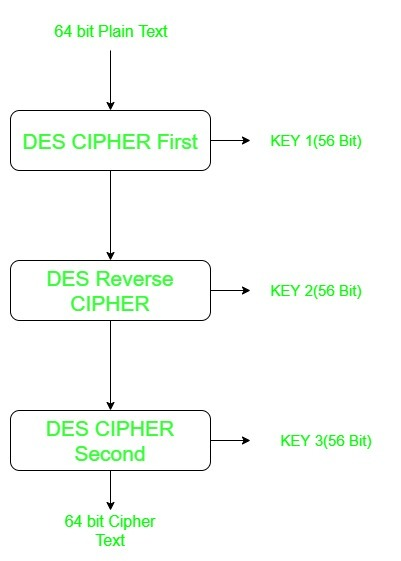 64 bit Plain Text
DES CIPHER First
KEY 1(56 Bit)
DES Reverse
CIPHER
KEY 2(56 Bit)
DES CIPHER
Second
KEY 3(56 Bit)
64 bit Cipher
Text